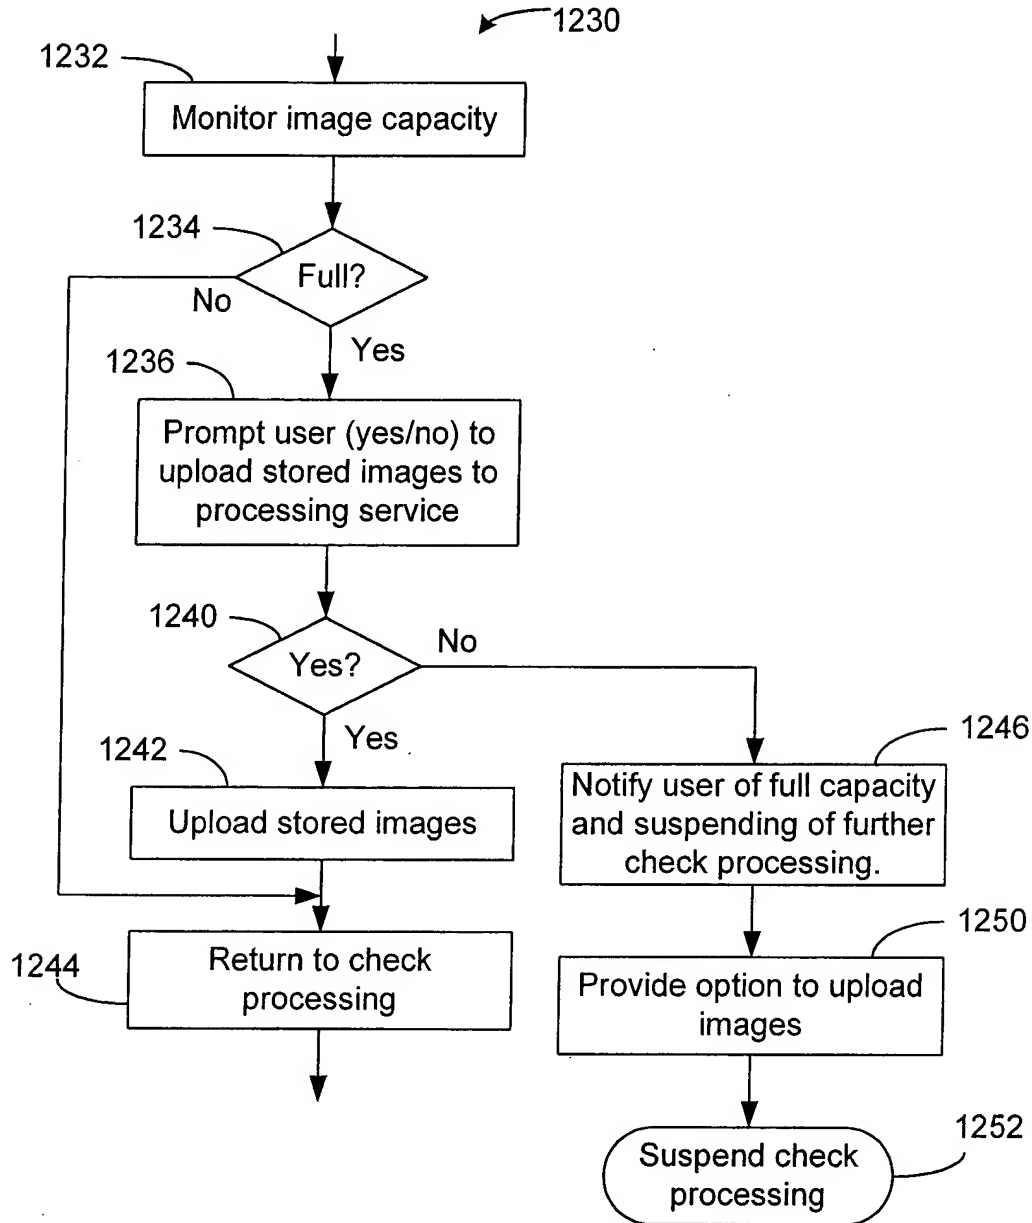 1230
1232
Monitor image capacity
1234
Full?
No
Yes
1236
Prompt user (yes/no) to
upload stored images to
processing service
1240
Yes?
No
Yes
1242
Upload stored images
1244
Return to check
processing
1246
Notify user of full capacity
and suspending of further
check processing.
1250
Provide option to upload
images
1252
Suspend check
processing